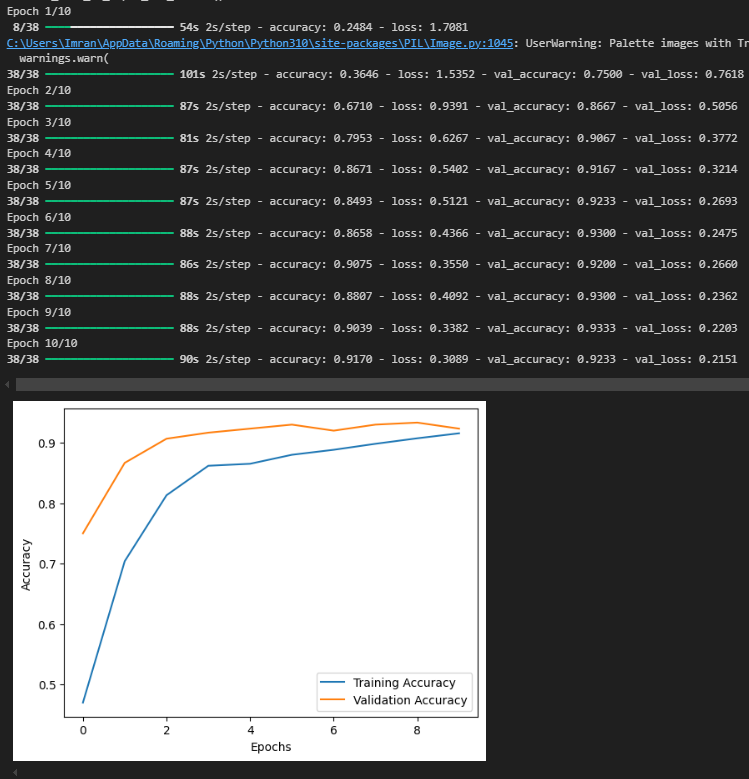 Epoch 1/10
8/38 54s 2s/step - accuracy: 0.2484 - loss: 1.7081
C:\Users\Imran\AppData\Roaming\Python\Python310\site-packages\PIL\Image.py:1045: UserWarning: Palette images with Tr
warnings.warn(
38/38 101s 2s/step - accuracy: 0.3646 - loss: 1.5352 - val_accuracy: 0.7500 - val_loss: 0.7618
Epoch 2/10
38/38 87s 2s/step - accuracy: 0.6710 - loss: 0.9391 - val_accuracy: 0.8667 - val_loss: 0.5056
Epoch 3/10
38/38 81s 2s/step - accuracy: 0.7953 - loss: 0.6267 - val_accuracy: 0.9067 - val_loss: 0.3772
Epoch 4/10
38/38 87s 2s/step - accuracy: 0.8671 - loss: 0.5402 - val_accuracy: 0.9167 - val_loss: 0.3214
Epoch 5/10
38/38 87s 2s/step - accuracy: 0.8493 - loss: 0.5121 - val_accuracy: 0.9233 - val_loss: 0.2693
Epoch 6/10
38/38 88s 2s/step - accuracy: 0.8658 - loss: 0.4366 - val_accuracy: 0.9300 - val_loss: 0.2475
Epoch 7/10
38/38 86s 2s/step - accuracy: 0.9075 - loss: 0.3550 - val_accuracy: 0.9200 - val_loss: 0.2660
Epoch 8/10
38/38 88s 2s/step - accuracy: 0.8807 - loss: 0.4092 - val_accuracy: 0.9300 - val_loss: 0.2362
Epoch 9/10
38/38 88s 2s/step - accuracy: 0.9039 - loss: 0.3382 - val_accuracy: 0.9333 - val_loss: 0.2203
Epoch 10/10
38/38 90s 2s/step - accuracy: 0.9170 - loss: 0.3089 - val_accuracy: 0.9233 - val_loss: 0.2151
0.9
0.8
0.7
0.6
0.5
Accuracy
Training Accuracy
Validation Accuracy
0 2 4 6 8
Epochs